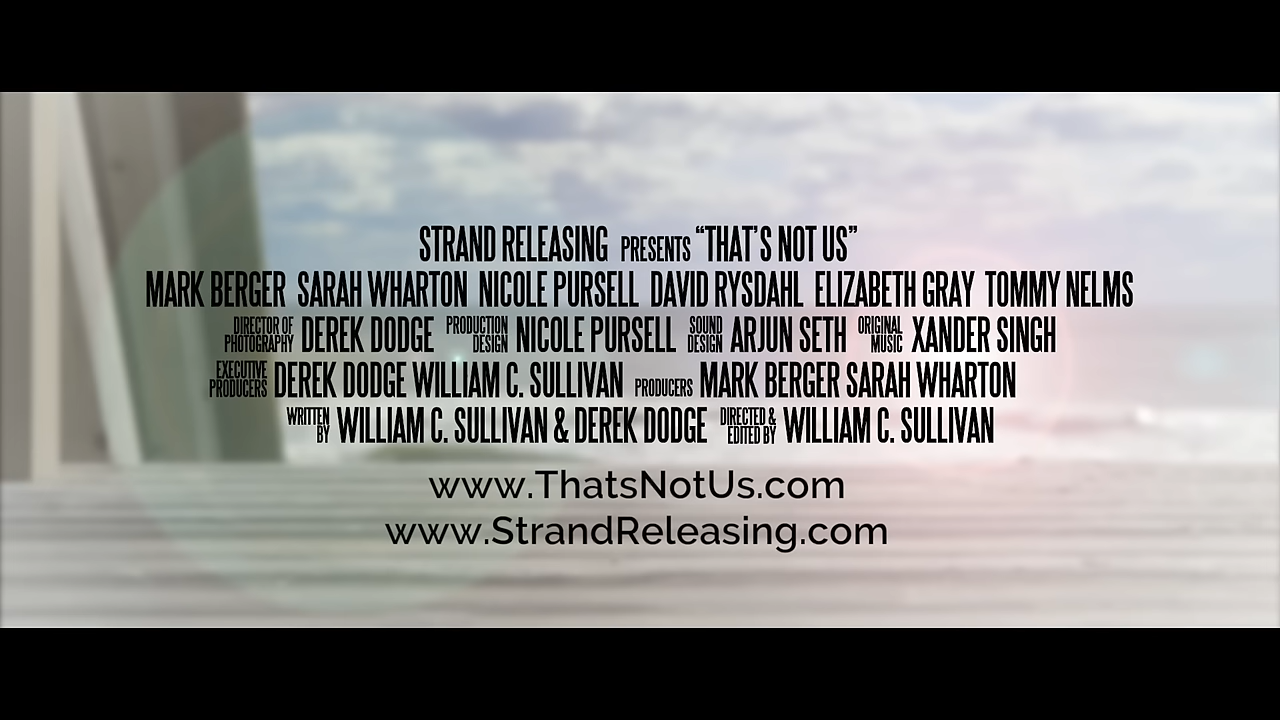 STRAND RELEASING PRESENTS “THAT’S NOT US”
MARK BERGER SARAH WHARTON NICOLE PURSELL DAVID RYSDAHL ELIZABETH GRAY TOMMY NELMS
DIRECTOR OF PHOTOGRAPHY DEREK DODGE PRODUCTION DESIGN NICOLE PURSELL SOUND DESIGN ARJUN SETH ORIGINAL MUSIC XANDER SINGH
EXECUTIVE PRODUCERS DEREK DODGE WILLIAM C. SULLIVAN PRODUCERS MARK BERGER SARAH WHARTON
WRITTEN BY WILLIAM C. SULLIVAN & DEREK DODGE DIRECTED & EDITED BY WILLIAM C. SULLIVAN
www.ThatsNotUs.com
www.StrandReleasing.com